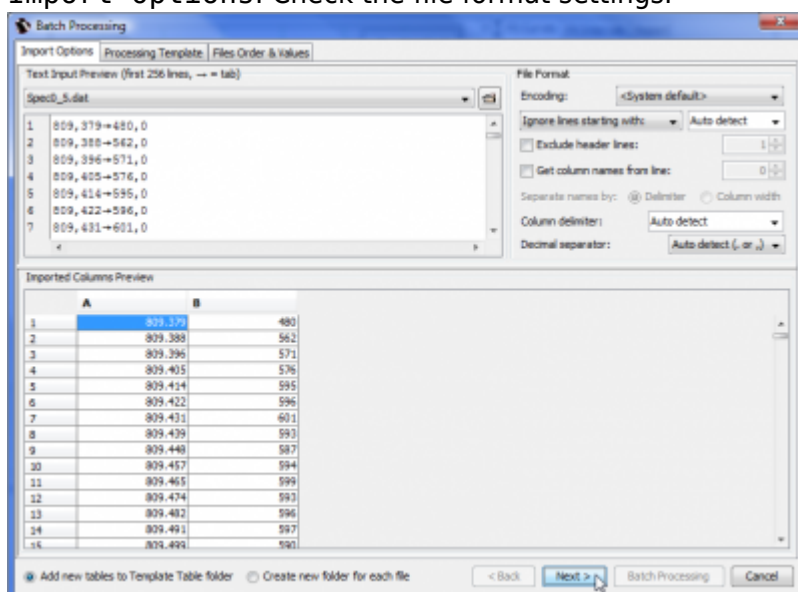 Import Options. Check the file format settings.
Batch Processing
Import Options Processing Template Files Order & Values
Text Input Preview (first 256 lines, → = tab)
SpecD_5.dat
1 809,379→480,0
2 809,388→562,0
3 809,396→571,0
4 809,405→576,0
5 809,414→595,0
6 809,422→596,0
7 809,431→601,0
File Format
Encoding: <System default>
Ignore lines starting with: Auto detect
Exclude header lines: 1
Get column names from line: 0
Separate names by: Delimiter Column width
Column delimiter: Auto detect
Decimal separator: Auto detect (. or ,)
Imported Columns Preview
A B
1 809.379 480
2 809.388 562
3 809.396 571
4 809.405 576
5 809.414 595
6 809.422 596
7 809.431 601
8 809.439 593
9 809.448 587
10 809.457 594
11 809.465 599
12 809.474 593
13 809.482 596
14 809.491 597
15 809.499 590
Add new tables to Template Table folder Create new folder for each file < Back Next > Batch Processing Cancel